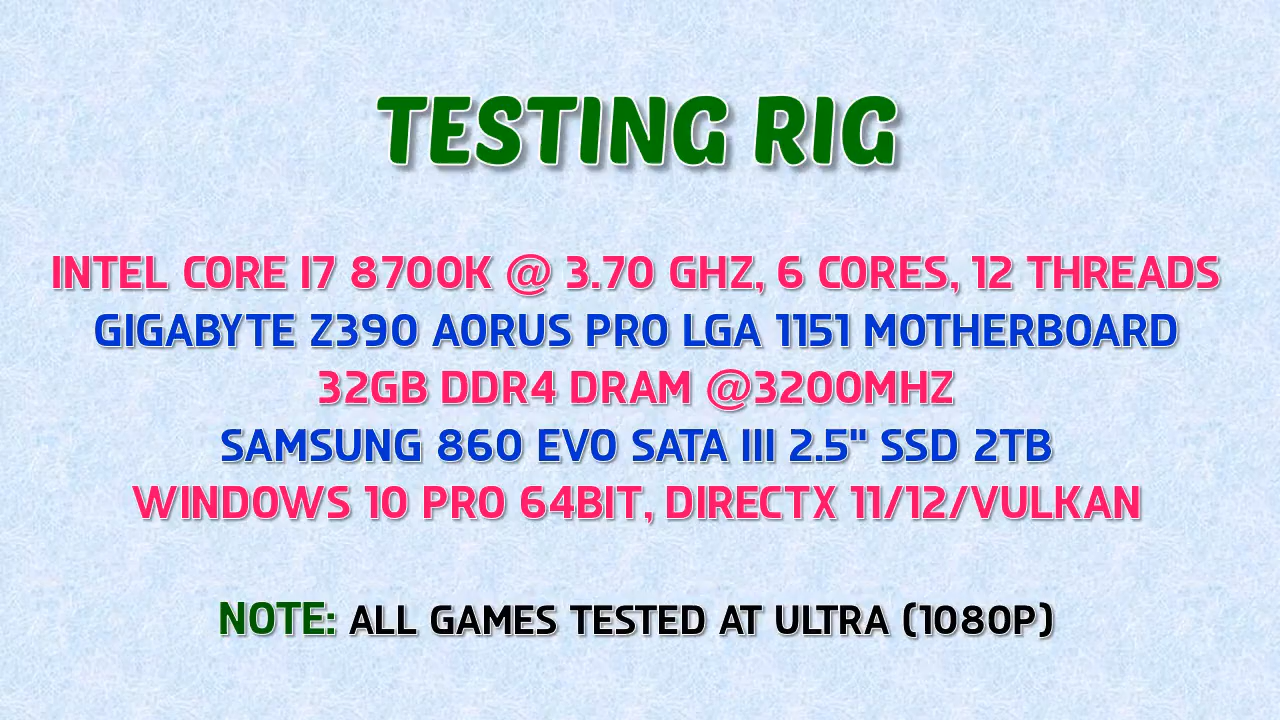 TESTING RIG
INTEL CORE I7 8700K @ 3.70 GHZ, 6 CORES, 12 THREADS
GIGABYTE Z390 AORUS PRO LGA 1151 MOTHERBOARD
32GB DDR4 DRAM @3200MHZ
SAMSUNG 860 EVO SATA III 2.5" SSD 2TB
WINDOWS 10 PRO 64BIT, DIRECTX 11/12/VULKAN
NOTE: ALL GAMES TESTED AT ULTRA (1080P)